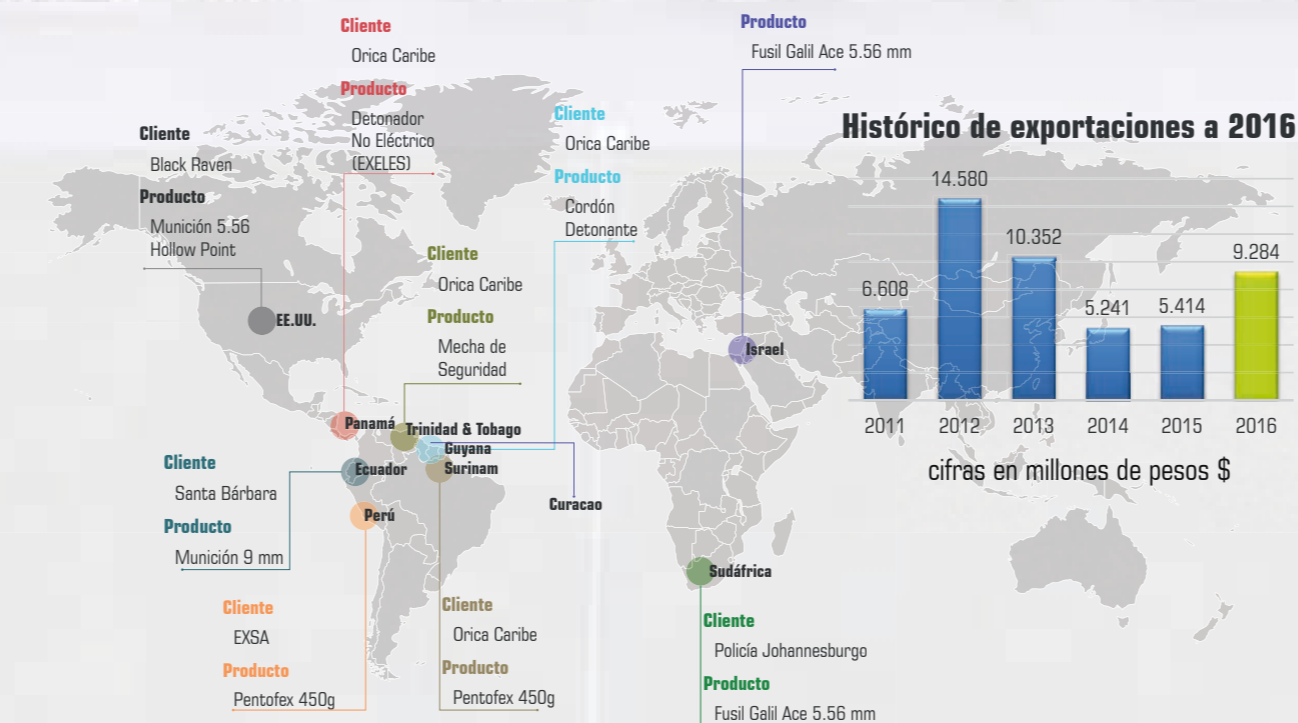 Cliente
Orica Caribe
Producto
Detonador
No Eléctrico
(EXELES)
Producto
Fusil Galil Ace 5.56 mm
Cliente
Black Raven
Producto
Munición 5.56
Hollow Point
Cliente
Orica Caribe
Producto
Cordón
Detonante
Cliente
Orica Caribe
Producto
Mecha de
Seguridad
EE.UU.
Israel
Panamá
Trinidad & Tobago
Guyana
Surinam
Ecuador
Perú
Curacao
Sudáfrica
Cliente
Santa Bárbara
Producto
Munición 9 mm
Cliente
EXSA
Producto
Pentofex 450g
Cliente
Orica Caribe
Producto
Pentofex 450g
Cliente
Policía Johannesburgo
Producto
Fusil Galil Ace 5.56 mm
Histórico de exportaciones a 2016
6.608
14.580
10.352
5.241
5.414
9.284
2011 2012 2013 2014 2015 2016
cifras en millones de pesos $